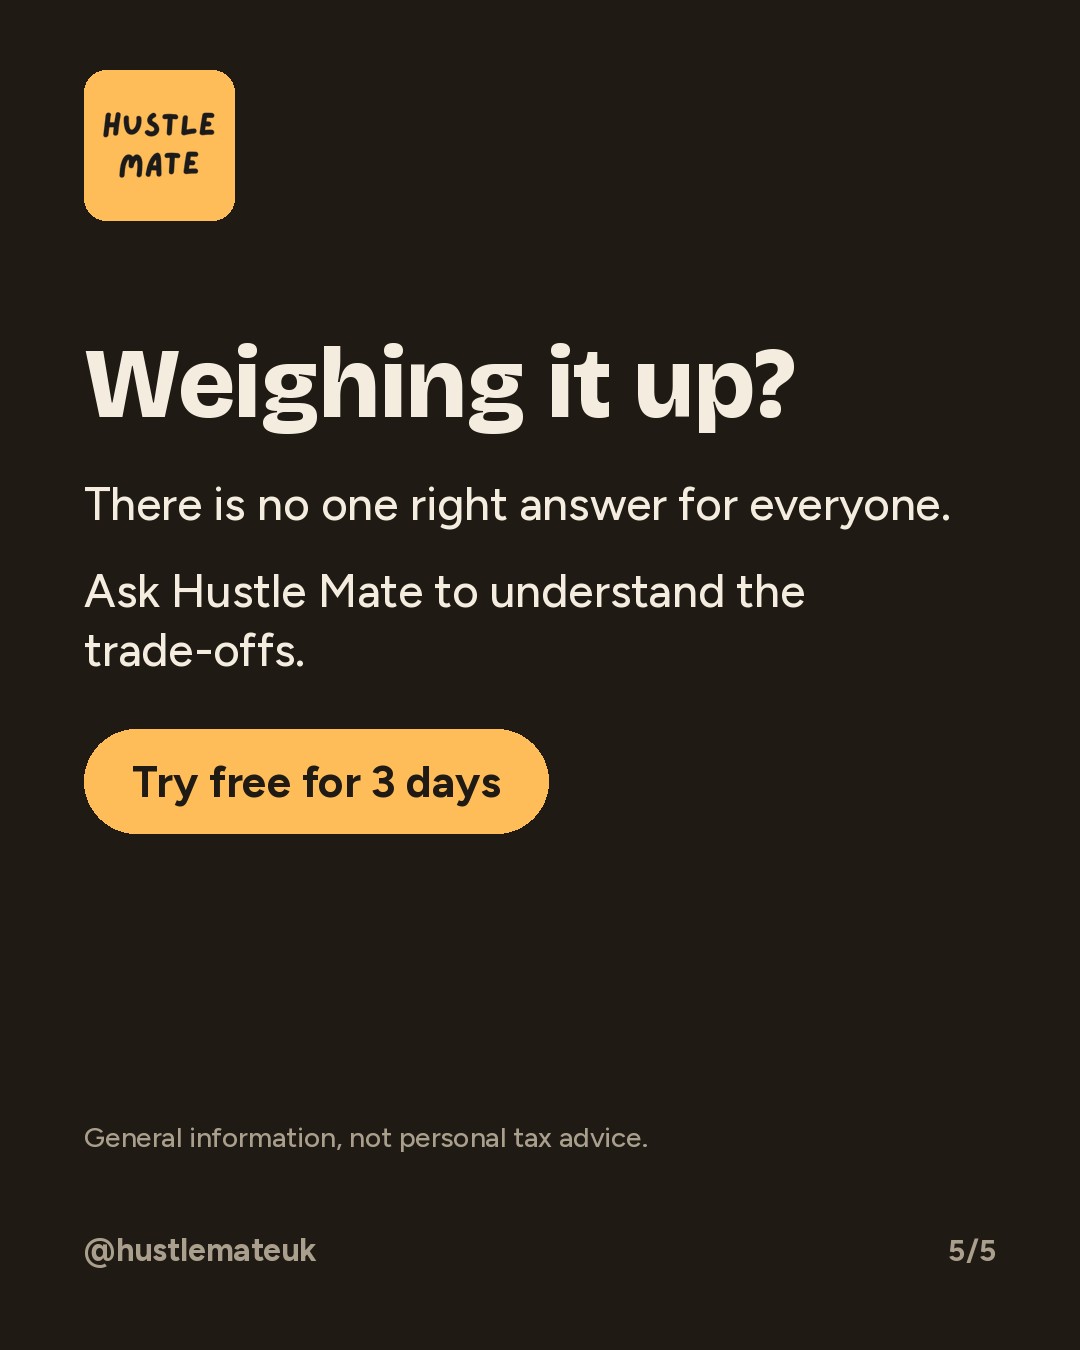 HUSTLE
MATE
Weighing it up?
There is no one right answer for everyone.
Ask Hustle Mate to understand the
trade-offs.
Try free for 3 days
General information, not personal tax advice.
@hustlemateuk
5/5